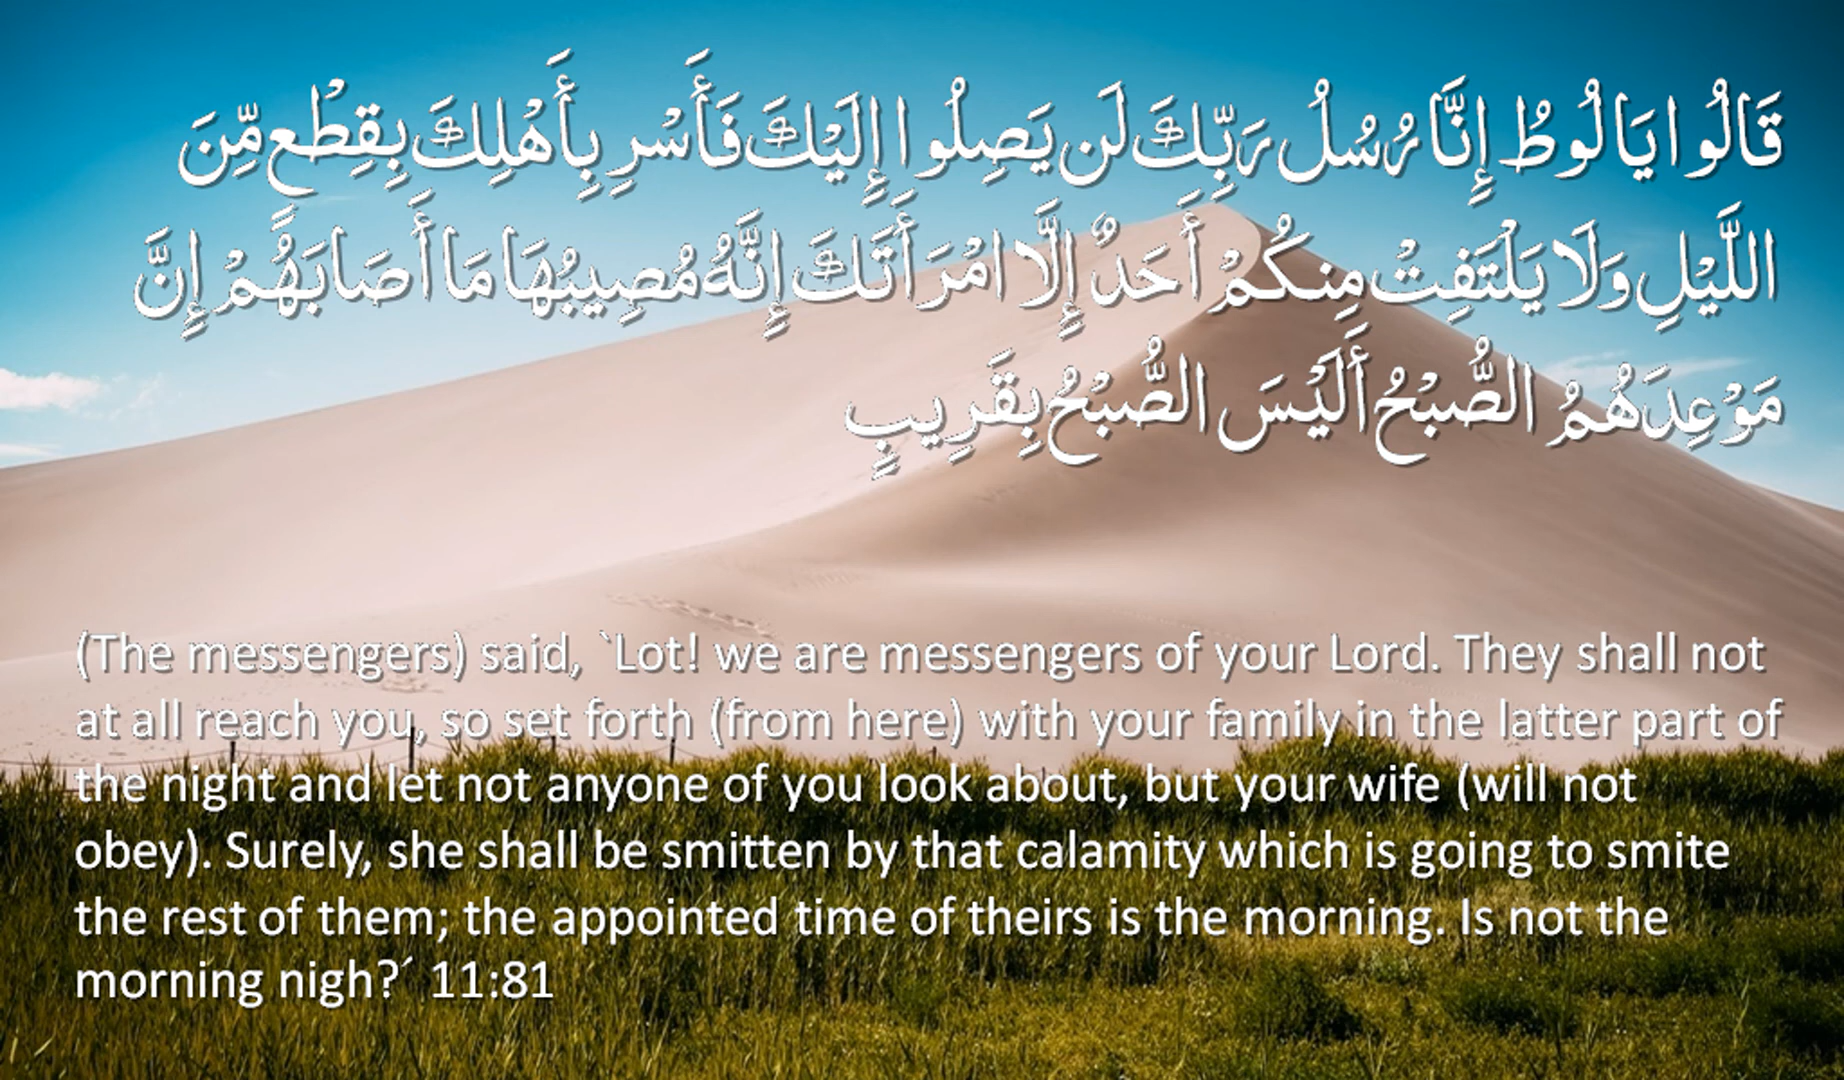 قَالُوا يَا لُوطُ إِنَّا رُسُلُ رَبِّكَ لَن يَصِلُوا إِلَيْكَ فَأَسْرِ بِأَهْلِكَ بِقِطْعٍ مِّنَ
اللَّيْلِ وَلَا يَلْتَفِتْ مِنكُمْ أَحَدٌ إِلَّا امْرَأَتَكَ إِنَّهُ مُصِيبُهَا مَا أَصَابَهُمْ إِنَّ
مَوْعِدَهُمُ الصُّبْحُ أَلَيْسَ الصُّبْحُ بِقَرِيبٍ
(The messengers) said, `Lot! we are messengers of your Lord. They shall not
at all reach you, so set forth (from here) with your family in the latter part of
the night and let not anyone of you look about, but your wife (will not
obey). Surely, she shall be smitten by that calamity which is going to smite
the rest of them; the appointed time of theirs is the morning. Is not the
morning nigh?´ 11:81